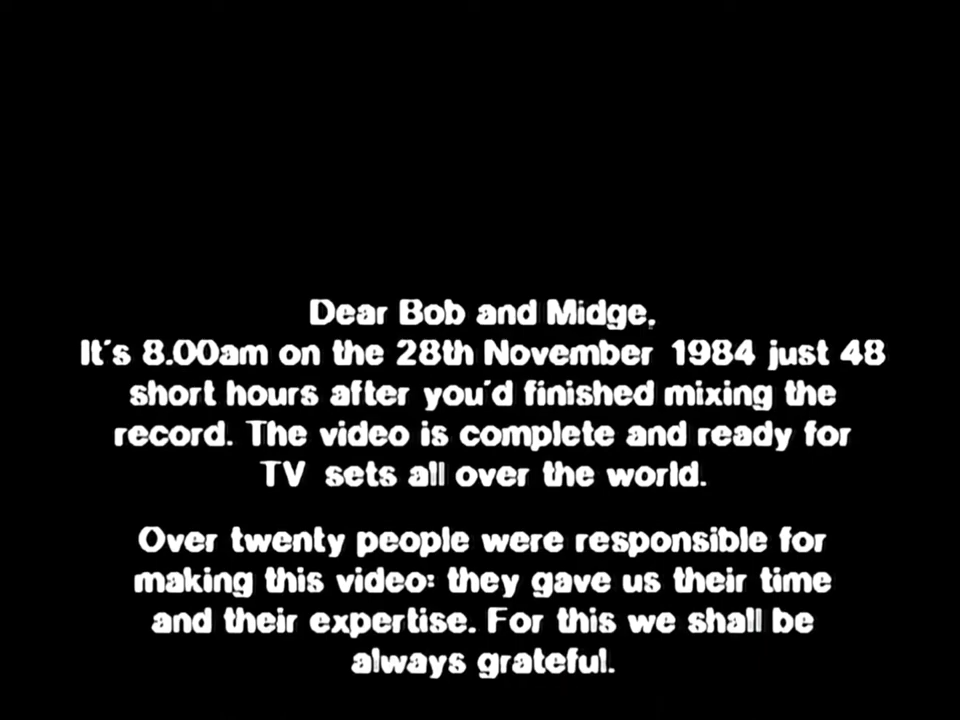 Dear Bob and Midge,
It's 8.00am on the 28th November 1984 just 48
short hours after you'd finished mixing the
record. The video is complete and ready for
TV sets all over the world.
Over twenty people were responsible for
making this video: they gave us their time
and their expertise. For this we shall be
always grateful.